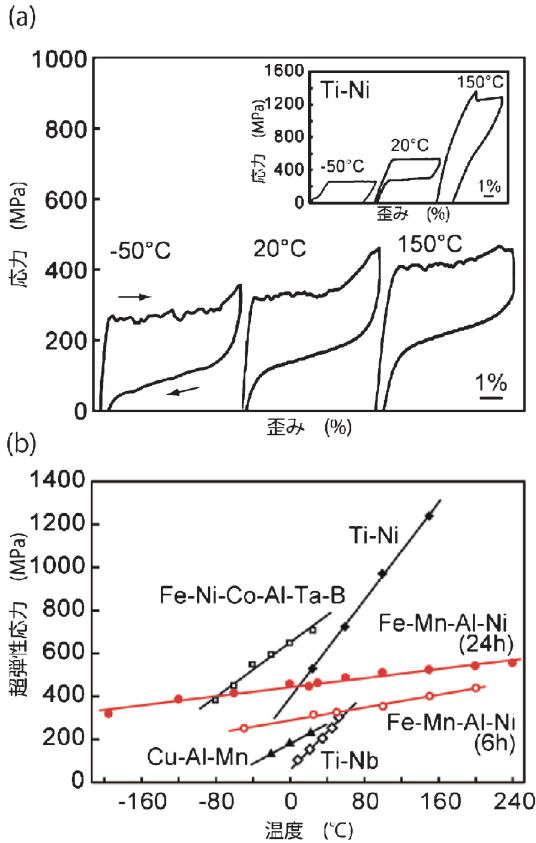 (a)
1000
800
600
400
200
0
応力 (MPa)
歪み (%)
-50°C
20°C
150°C
1%
1600
1200
800
400
0
応力 (MPa)
歪み (%)
Ti-Ni
-50°C
20°C
150°C
1%
(b)
1400
1200
1000
800
600
400
200
0
超弾性応力 (MPa)
Ti-Ni
Fe-Ni-Co-Al-Ta-B
Fe-Mn-Al-Ni
(24h)
Fe-Mn-Al-Ni
(6h)
Cu-Al-Mn
Ti-Nb
-160 -80 0 80 160 240
温度 (℃)